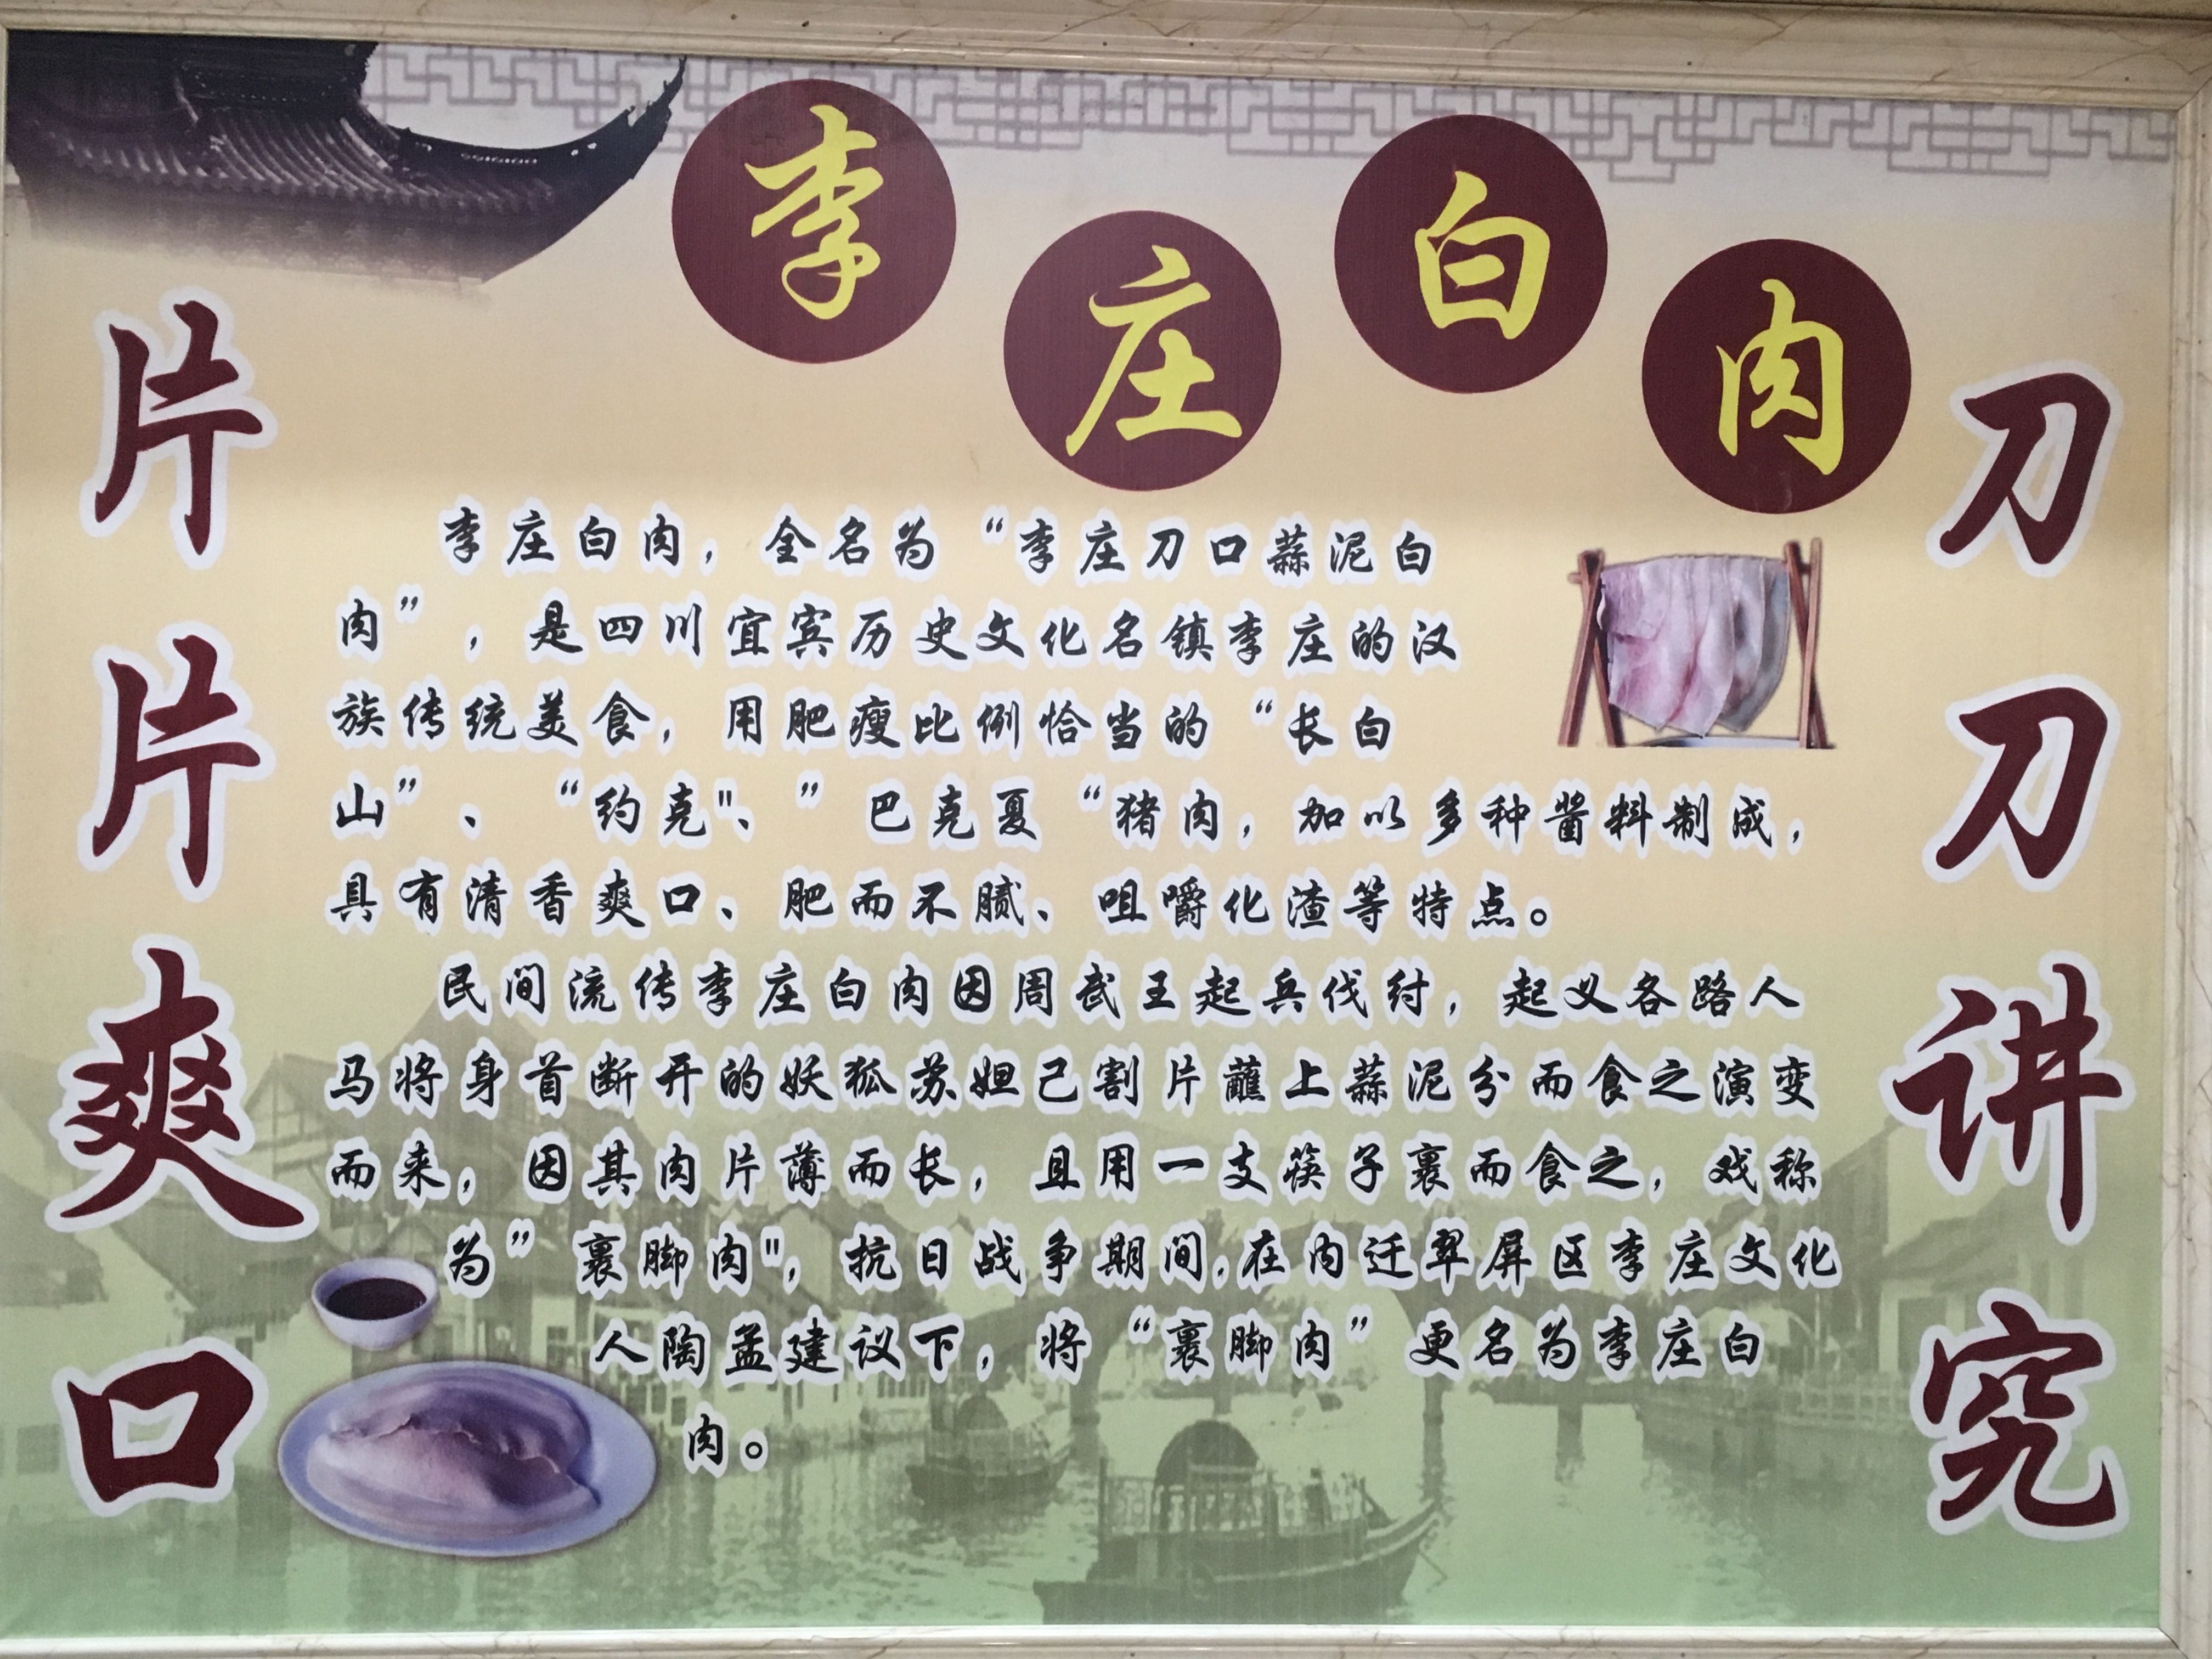 李庄白肉
片片爽口
刀刀讲究
李庄白肉，全名为“李庄刀口蒜泥白
肉”，是四川宜宾历史文化名镇李庄的汉
族传统美食，用肥瘦比例恰当的“长白
山”、“约克"、”巴克夏“猪肉，加以多种酱料制成，
具有清香爽口、肥而不腻、咀嚼化渣等特点。
民间流传李庄白肉因周武王起兵伐纣，起义各路人
马将身首断开的妖狐苏妲己割片蘸上蒜泥分而食之演变
而来，因其肉片薄而长，且用一支筷子裹而食之，戏称
为”裹脚肉"，抗日战争期间，在内迁翠屏区李庄文化
人陶孟建议下，将“裹脚肉”更名为李庄白
肉。